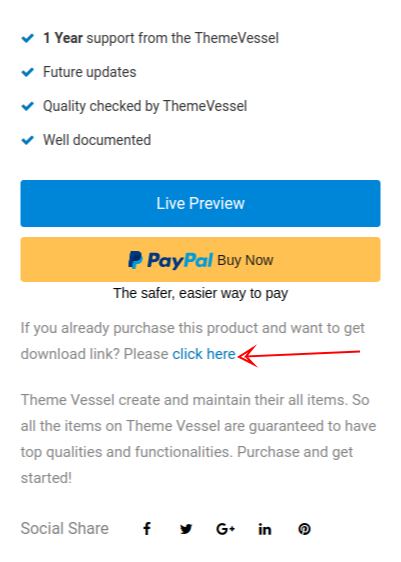 1 Year support from the ThemeVessel
Future updates
Quality checked by ThemeVessel
Well documented
Live Preview
PayPal Buy Now
The safer, easier way to pay
If you already purchase this product and want to get
download link? Please click here
Theme Vessel create and maintain their all items. So
all the items on Theme Vessel are guaranteed to have
top qualities and functionalities. Purchase and get
started!
Social Share